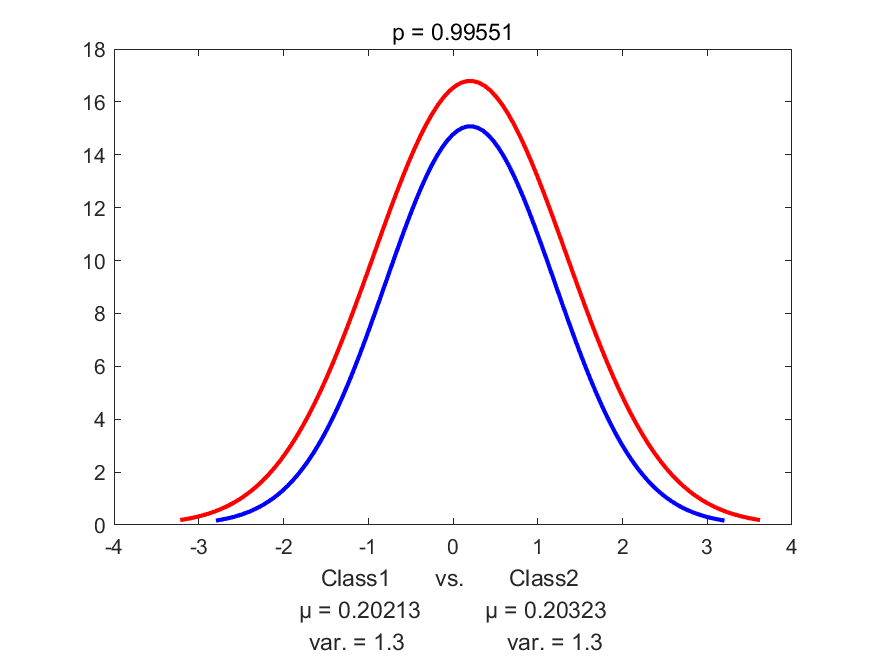 p = 0.99551
18
16
14
12
10
8
6
4
2
0
-4 -3 -2 -1 0 1 2 3 4
Class1 vs. Class2
μ = 0.20213 μ = 0.20323
var. = 1.3 var. = 1.3